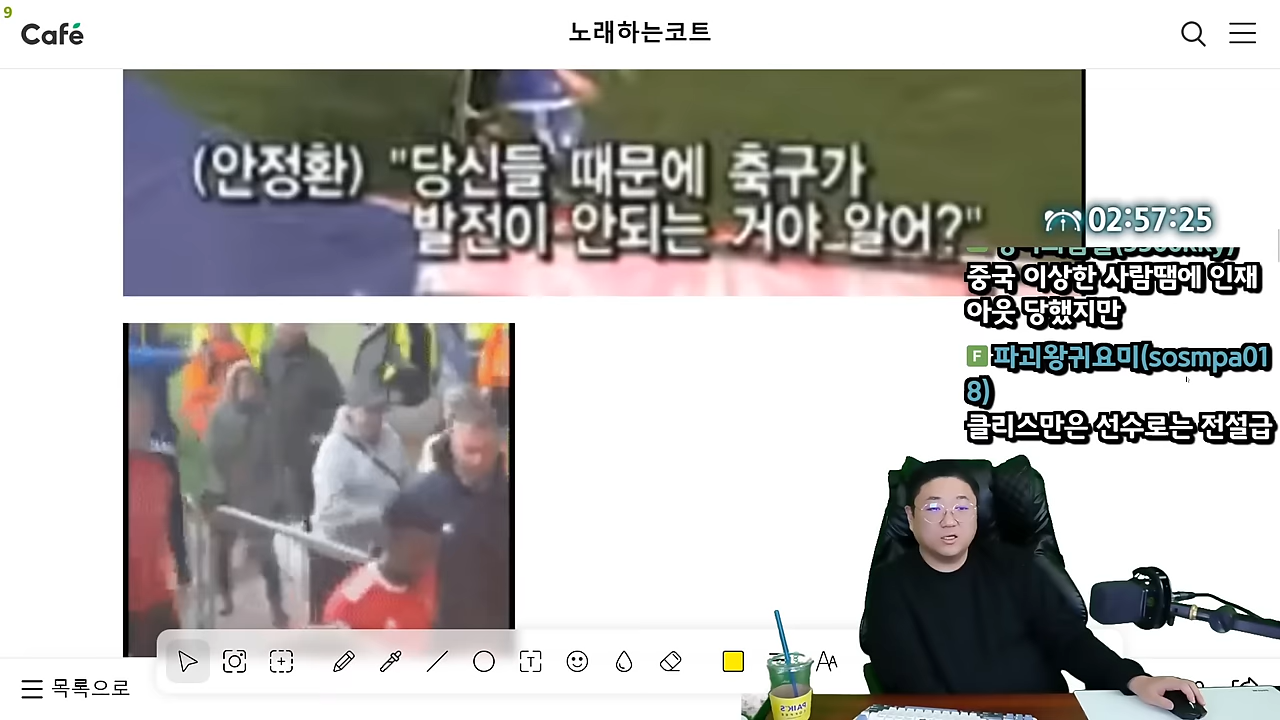 9
Café
노래하는코트
(안정환) "당신들 때문에 축구가
발전이 안되는 거야 알어?"
02:57:25
중국 이상한 사람땜에 인재
아웃 당했지만
F 파괴왕귀요미(sosmpa01
8)
클리스만은 선수로는 전설급
T
AA
목록으로
PAIK'S